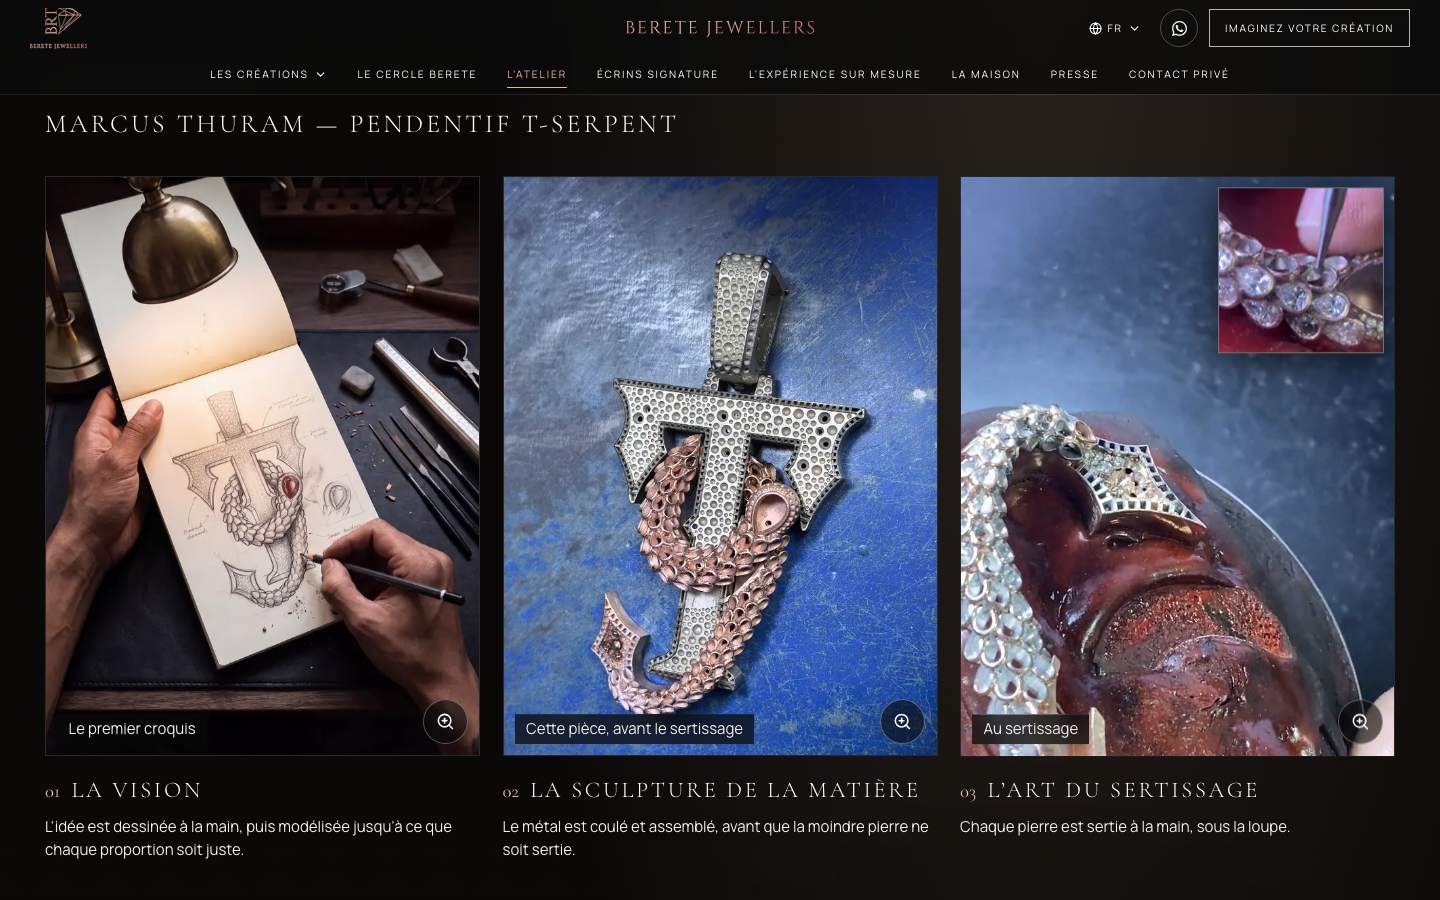 BRT
BERETE JEWELLERS
BERETE JEWELLERS
FR
IMAGINEZ VOTRE CRÉATION
LES CRÉATIONS
LE CERCLE BERETE
L'ATELIER
ÉCRINS SIGNATURE
L'EXPÉRIENCE SUR MESURE
LA MAISON
PRESSE
CONTACT PRIVÉ
MARCUS THURAM — PENDENTIF T-SERPENT
Le premier croquis
Cette pièce, avant le sertissage
Au sertissage
01 LA VISION
L'idée est dessinée à la main, puis modélisée jusqu'à ce que
chaque proportion soit juste.
02 LA SCULPTURE DE LA MATIÈRE
Le métal est coulé et assemblé, avant que la moindre pierre ne
soit sertie.
03 L'ART DU SERTISSAGE
Chaque pierre est sertie à la main, sous la loupe.